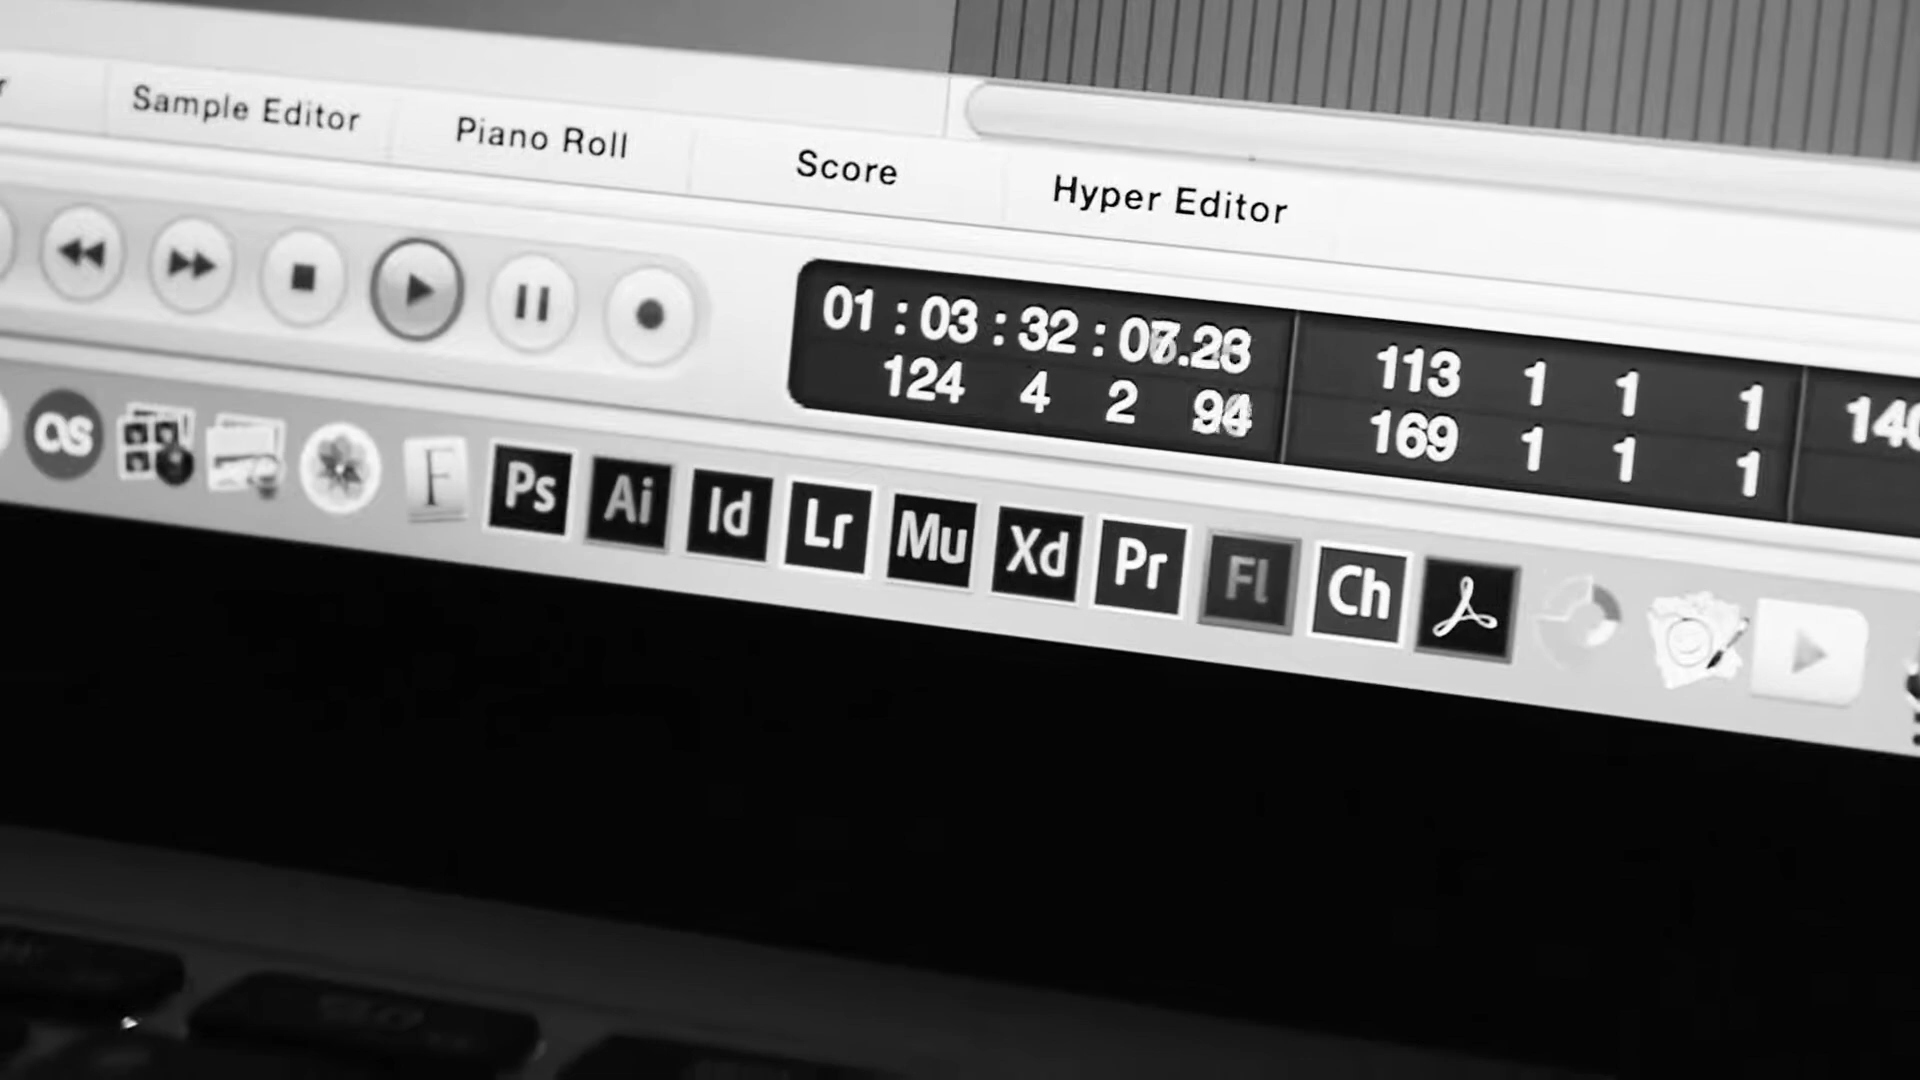 Sample Editor
Piano Roll
Score
Hyper Editor
01 : 03 : 32 :
124 4 2
113 1 1 1
169 1 1 1
as
F
Ps
Ai
Id
Lr
Mu
Xd
Pr
Fl
Ch